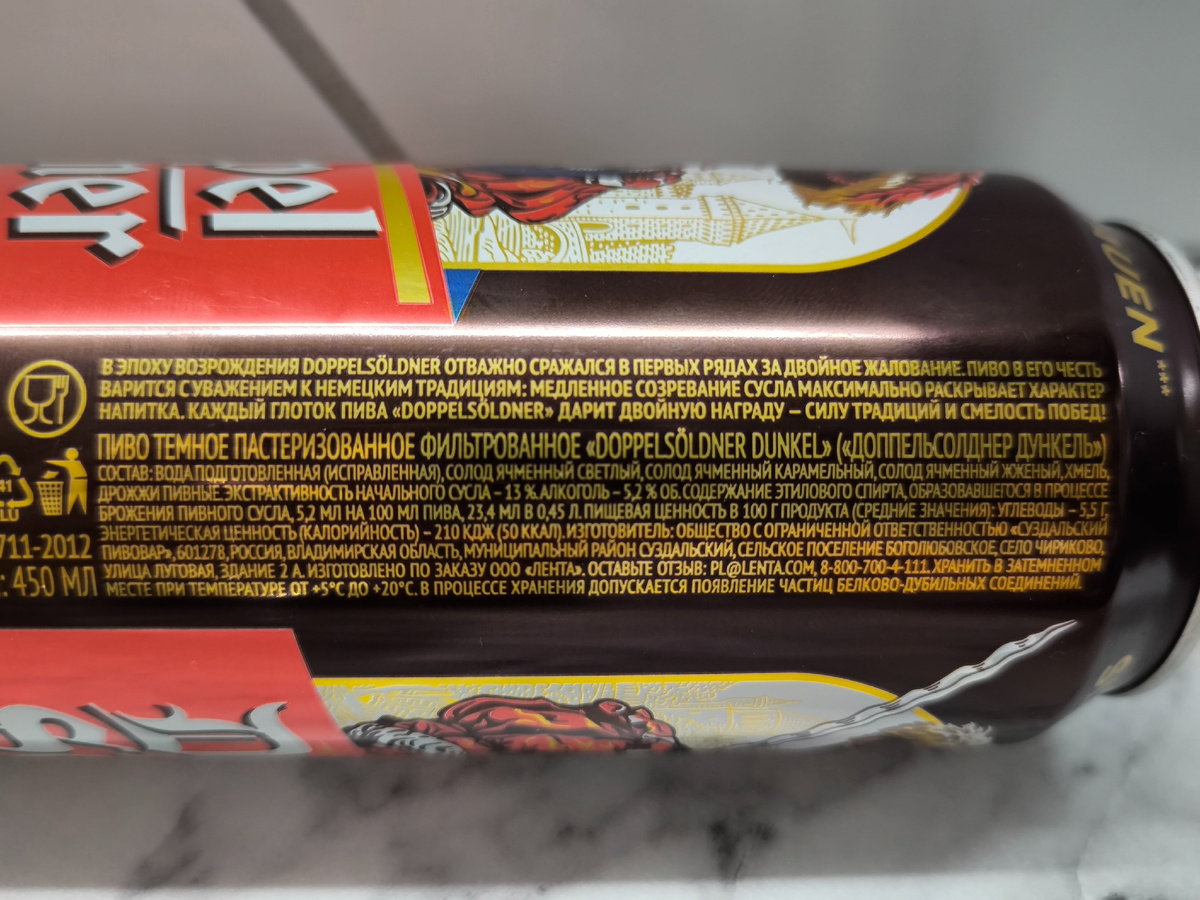 В ЭПОХУ ВОЗРОЖДЕНИЯ DOPPELSÖLDNER ОТВАЖНО СРАЖАЛСЯ В ПЕРВЫХ РЯДАХ ЗА ДВОЙНОЕ ЖАЛОВАНИЕ. ПИВО В ЕГО ЧЕСТЬ
ВАРИТСЯ С УВАЖЕНИЕМ К НЕМЕЦКИМ ТРАДИЦИЯМ: МЕДЛЕННОЕ СОЗРЕВАНИЕ СУСЛА МАКСИМАЛЬНО РАСКРЫВАЕТ ХАРАКТЕР
НАПИТКА. КАЖДЫЙ ГЛОТОК ПИВА «DOPPELSÖLDNER» ДАРИТ ДВОЙНУЮ НАГРАДУ – СИЛУ ТРАДИЦИЙ И СМЕЛОСТЬ ПОБЕД!
ПИВО ТЕМНОЕ ПАСТЕРИЗОВАННОЕ ФИЛЬТРОВАННОЕ «DOPPELSÖLDNER DUNKEL» («ДОППЕЛЬСОЛДНЕР ДУНКЕЛЬ»)
СОСТАВ: ВОДА ПОДГОТОВЛЕННАЯ (ИСПРАВЛЕННАЯ), СОЛОД ЯЧМЕННЫЙ СВЕТЛЫЙ, СОЛОД ЯЧМЕННЫЙ КАРАМЕЛЬНЫЙ, СОЛОД ЯЧМЕННЫЙ ЖЖЕНЫЙ, ХМЕЛЬ,
ДРОЖЖИ ПИВНЫЕ. ЭКСТРАКТИВНОСТЬ НАЧАЛЬНОГО СУСЛА – 13 %. АЛКОГОЛЬ – 5,2 % ОБ. СОДЕРЖАНИЕ ЭТИЛОВОГО СПИРТА, ОБРАЗОВАВШЕГОСЯ В ПРОЦЕССЕ
БРОЖЕНИЯ ПИВНОГО СУСЛА, 5,2 МЛ НА 100 МЛ ПИВА, 23,4 МЛ В 0,45 Л. ПИЩЕВАЯ ЦЕННОСТЬ В 100 Г ПРОДУКТА (СРЕДНИЕ ЗНАЧЕНИЯ): УГЛЕВОДЫ – 5,5 Г.
ЭНЕРГЕТИЧЕСКАЯ ЦЕННОСТЬ (КАЛОРИЙНОСТЬ) – 210 КДЖ (50 ККАЛ). ИЗГОТОВИТЕЛЬ: ОБЩЕСТВО С ОГРАНИЧЕННОЙ ОТВЕТСТВЕННОСТЬЮ «СУЗДАЛЬСКИЙ
ПИВОВАР», 601278, РОССИЯ, ВЛАДИМИРСКАЯ ОБЛАСТЬ, МУНИЦИПАЛЬНЫЙ РАЙОН СУЗДАЛЬСКИЙ, СЕЛЬСКОЕ ПОСЕЛЕНИЕ БОГОЛЮБОВСКОЕ, СЕЛО ЧИРИКОВО,
УЛИЦА ЛУГОВАЯ, ЗДАНИЕ 2 А. ИЗГОТОВЛЕНО ПО ЗАКАЗУ ООО «ЛЕНТА». ОСТАВЬТЕ ОТЗЫВ: PL@LENTA.COM, 8-800-700-4-111. ХРАНИТЬ В ЗАТЕМНЕННОМ
МЕСТЕ ПРИ ТЕМПЕРАТУРЕ ОТ +5°С ДО +20°С. В ПРОЦЕССЕ ХРАНЕНИЯ ДОПУСКАЕТСЯ ПОЯВЛЕНИЕ ЧАСТИЦ БЕЛКОВО-ДУБИЛЬНЫХ СОЕДИНЕНИЙ.
41
711-2012
450 МЛ